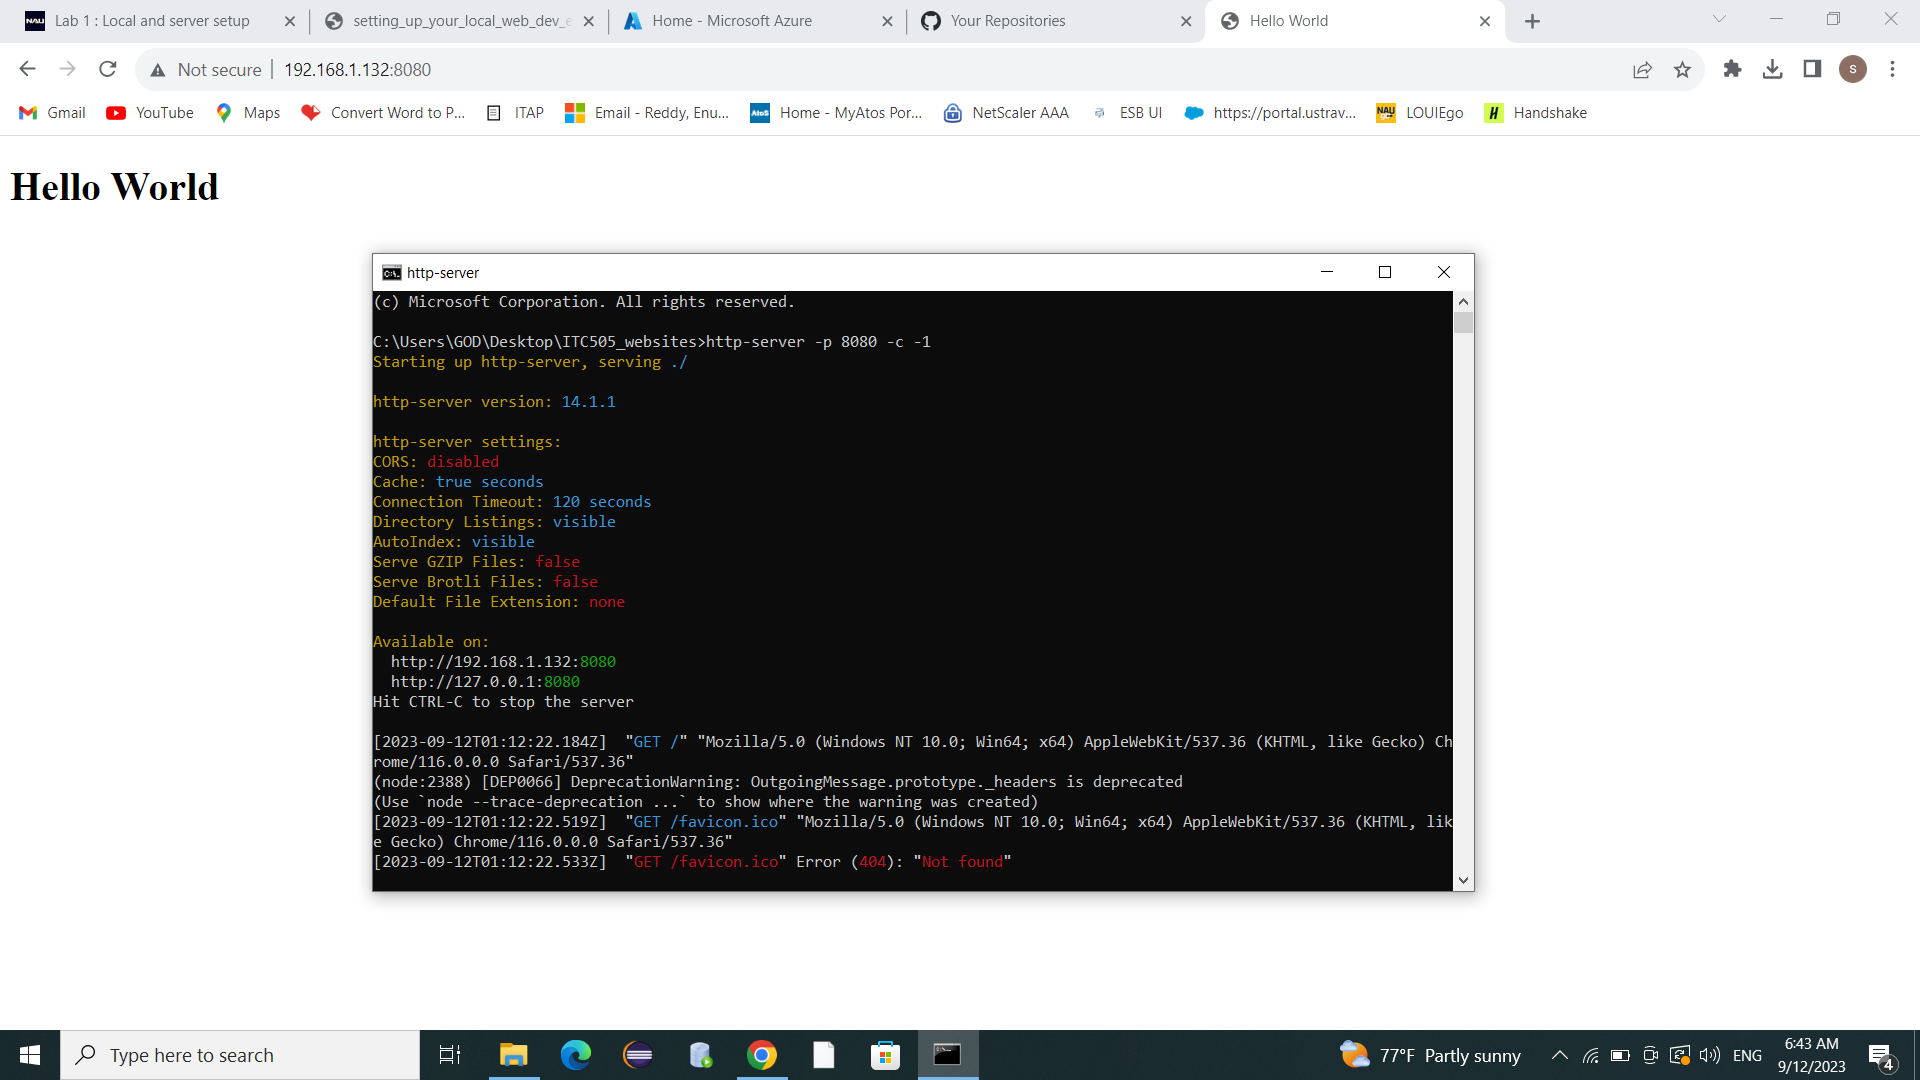 NAU Lab 1 : Local and server setup
setting_up_your_local_web_dev_e
Home - Microsoft Azure
Your Repositories
Hello World
Not secure 192.168.1.132:8080
S
Gmail YouTube Maps Convert Word to P... ITAP Email - Reddy, Enu... AtoS Home - MyAtos Por... NetScaler AAA ESB UI https://portal.ustrav... NAU LOUIEgo H Handshake
Hello World
C:\. http-server
(c) Microsoft Corporation. All rights reserved.
C:\Users\GOD\Desktop\ITC505_websites>http-server -p 8080 -c -1
Starting up http-server, serving ./
http-server version: 14.1.1
http-server settings:
CORS: disabled
Cache: true seconds
Connection Timeout: 120 seconds
Directory Listings: visible
AutoIndex: visible
Serve GZIP Files: false
Serve Brotli Files: false
Default File Extension: none
Available on:
http://192.168.1.132:8080
http://127.0.0.1:8080
Hit CTRL-C to stop the server
[2023-09-12T01:12:22.184Z]  "GET /" "Mozilla/5.0 (Windows NT 10.0; Win64; x64) AppleWebKit/537.36 (KHTML, like Gecko) Ch
rome/116.0.0.0 Safari/537.36"
(node:2388) [DEP0066] DeprecationWarning: OutgoingMessage.prototype._headers is deprecated
(Use `node --trace-deprecation ...` to show where the warning was created)
[2023-09-12T01:12:22.519Z]  "GET /favicon.ico" "Mozilla/5.0 (Windows NT 10.0; Win64; x64) AppleWebKit/537.36 (KHTML, lik
e Gecko) Chrome/116.0.0.0 Safari/537.36"
[2023-09-12T01:12:22.533Z]  "GET /favicon.ico" Error (404): "Not found"
Type here to search
77°F Partly sunny
ENG
6:43 AM
9/12/2023
4